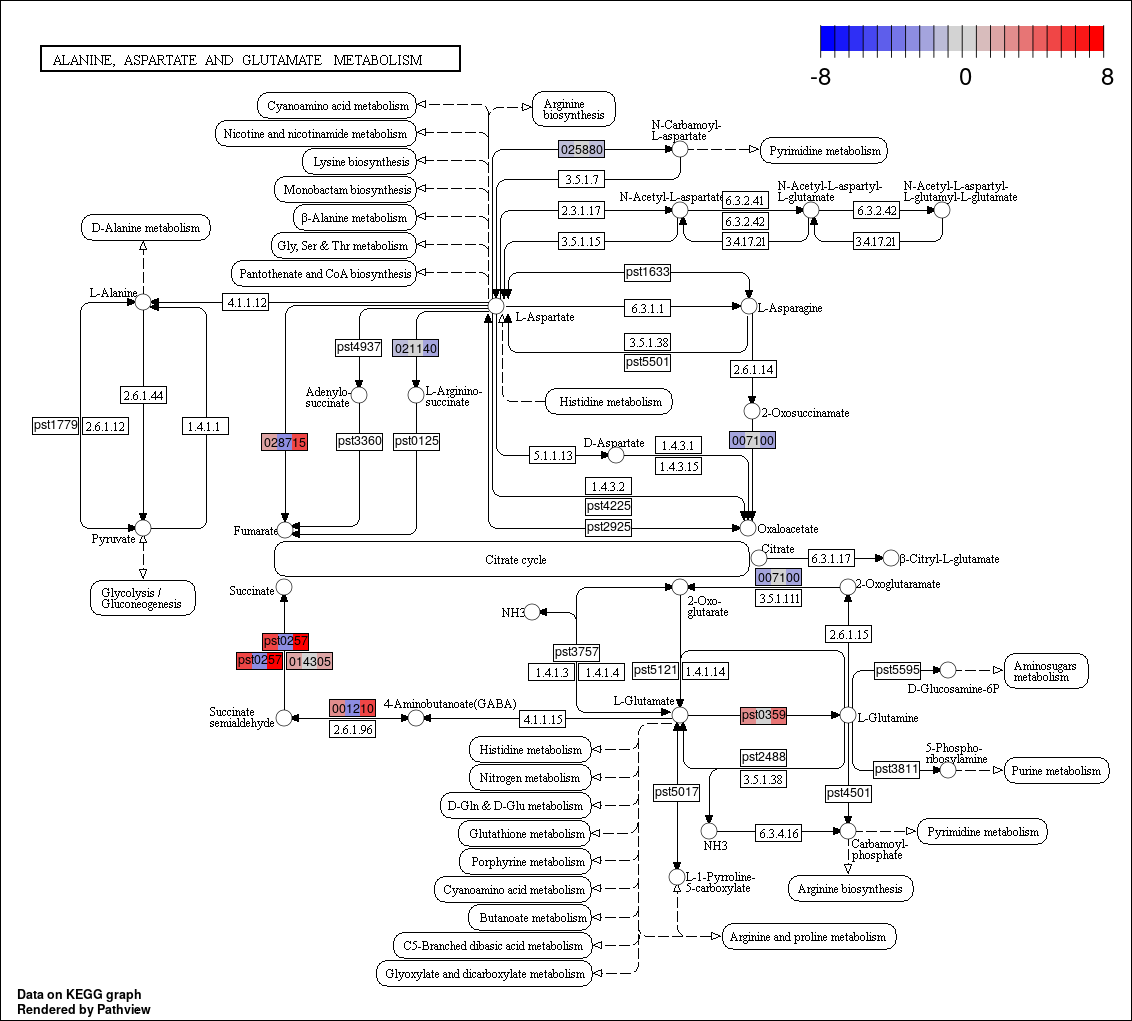 ALANINE, ASPARTATE AND GLUTAMATE METABOLISM
-8
0
8
Cyanoamino acid metabolism
Arginine
biosynthesis
Nicotine and nicotinamide metabolism
Lysine biosynthesis
Monobactam biosynthesis
β-Alanine metabolism
Gly, Ser & Thr metabolism
Pantothenate and CoA biosynthesis
025880
3.5.1.7
N-Carbamoyl-
L-aspartate
Pyrimidine metabolism
2.3.1.17
3.5.1.15
N-Acetyl-L-aspartate
6.3.2.41
6.3.2.42
3.4.17.21
N-Acetyl-L-aspartyl-
L-glutamate
6.3.2.42
3.4.17.21
N-Acetyl-L-aspartyl-
L-glutamyl-L-glutamate
D-Alanine metabolism
L-Alanine
4.1.1.12
L-Aspartate
pst1633
6.3.1.1
L-Asparagine
3.5.1.38
pst5501
pst4937
021140
2.6.1.14
2.6.1.44
Adenylo-
succinate
L-Arginino-
succinate
Histidine metabolism
2-Oxosuccinamate
pst1779
2.6.1.12
1.4.1.1
028715
pst3360
pst0125
007100
5.1.1.13
D-Aspartate
1.4.3.1
1.4.3.15
1.4.3.2
pst4225
pst2925
Pyruvate
Fumarate
Oxaloacetate
Glycolysis /
Gluconeogenesis
Citrate cycle
Citrate
6.3.1.17
β-Citryl-L-glutamate
Succinate
007100
3.5.1.111
2-Oxoglutaramate
NH3
2-Oxo-
glutarate
2.6.1.15
pst0257
pst0257
014305
pst3757
1.4.1.3
1.4.1.4
pst5121
1.4.1.14
pst5595
D-Glucosamine-6P
Aminosugars
metabolism
Succinate
semialdehyde
001210
2.6.1.96
4-Aminobutanoate(GABA)
4.1.1.15
L-Glutamate
pst0359
L-Glutamine
Histidine metabolism
Nitrogen metabolism
D-Gln & D-Glu metabolism
Glutathione metabolism
Porphyrine metabolism
Cyanoamino acid metabolism
Butanoate metabolism
C5-Branched dibasic acid metabolism
Glyoxylate and dicarboxylate metabolism
pst2488
3.5.1.38
5-Phospho-
ribosylamine
pst3811
Purine metabolism
pst5017
pst4501
NH3
6.3.4.16
Carbamoyl-
phosphate
Pyrimidine metabolism
L-1-Pyrroline-
5-carboxylate
Arginine biosynthesis
Arginine and proline metabolism
Data on KEGG graph
Rendered by Pathview